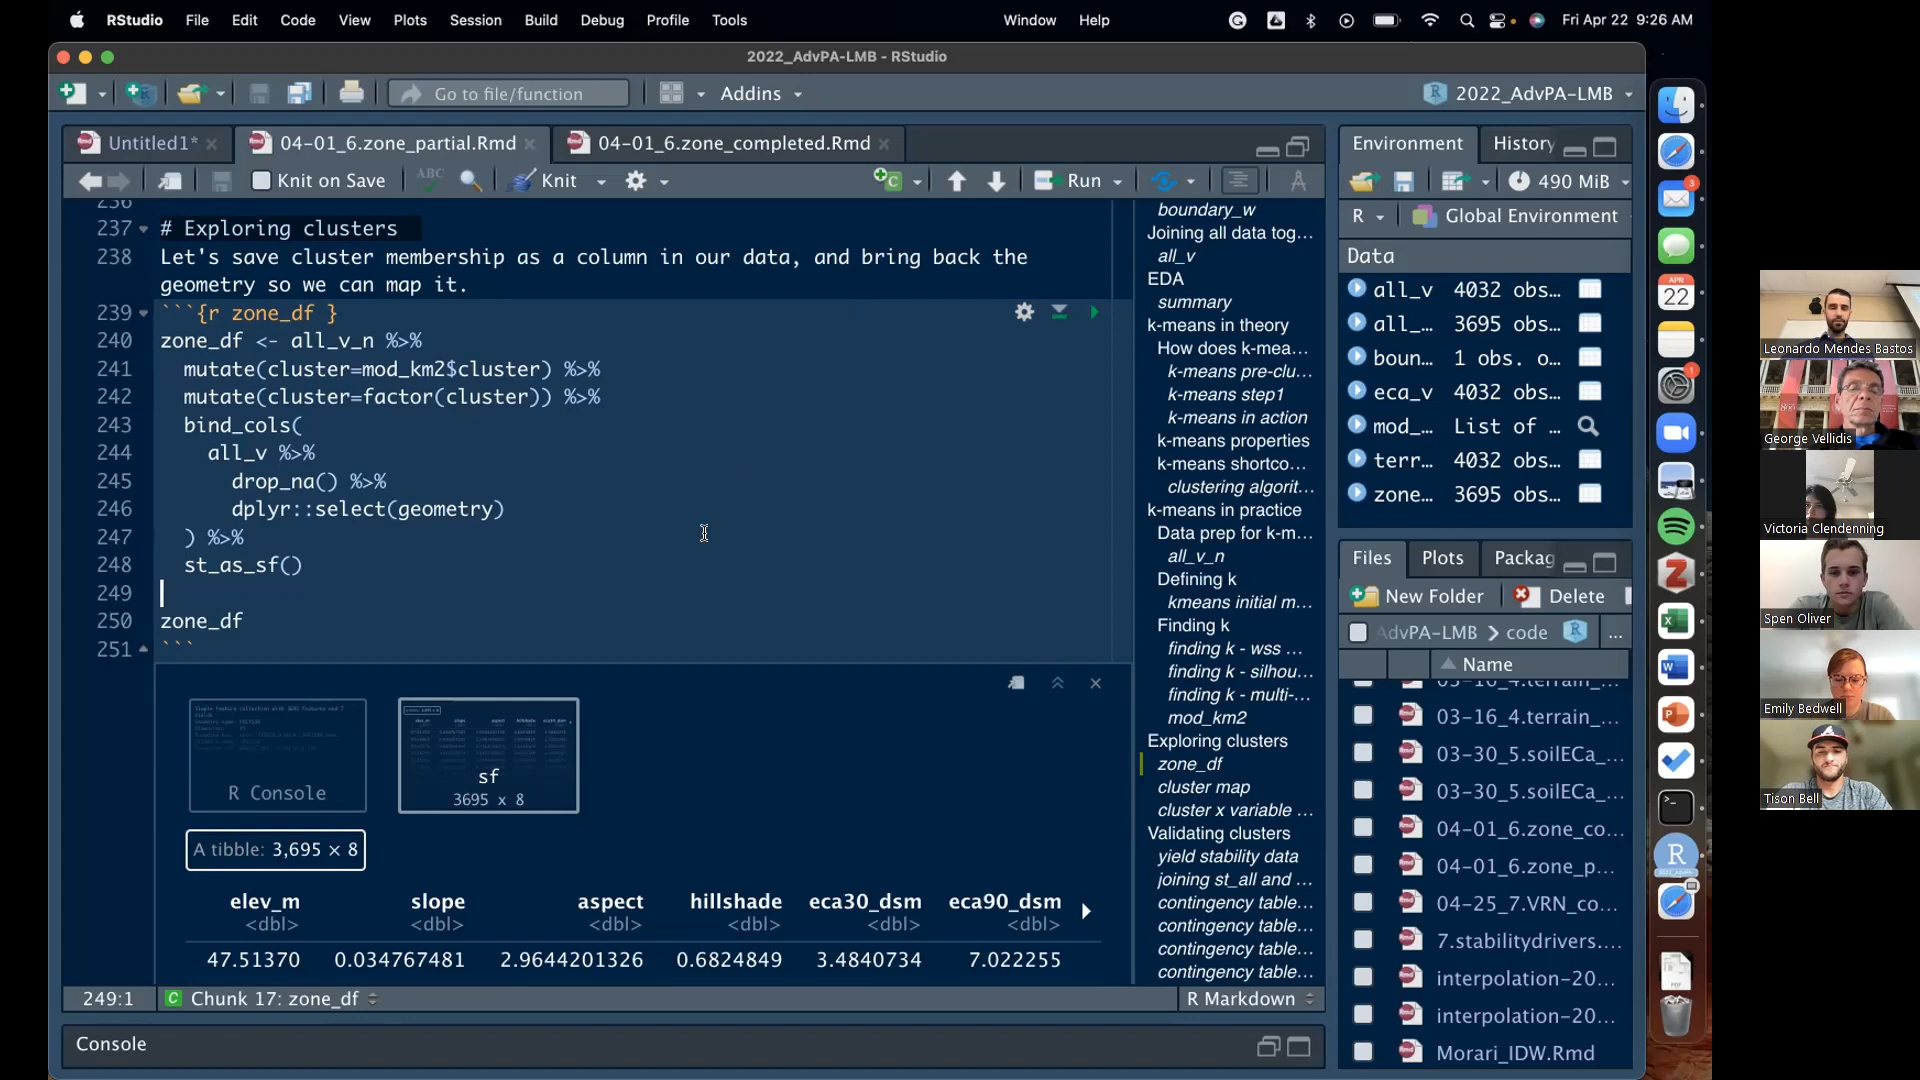 RStudio File Edit Code View Plots Session Build Debug Profile Tools Window Help Fri Apr 22 9:26 AM
2022_AdvPA-LMB - RStudio
Go to file/function Addins 2022_AdvPA-LMB
Untitled1* 04-01_6.zone_partial.Rmd 04-01_6.zone_completed.Rmd
Knit on Save ABC Knit Run
236
237 # Exploring clusters
238 Let's save cluster membership as a column in our data, and bring back the
geometry so we can map it.
239 ```{r zone_df }
240 zone_df <- all_v_n %>%
241 mutate(cluster=mod_km2$cluster) %>%
242 mutate(cluster=factor(cluster)) %>%
243 bind_cols(
244 all_v %>%
245 drop_na() %>%
246 dplyr::select(geometry)
247 ) %>%
248 st_as_sf()
249
250 zone_df
251 ```
R Console
sf
3695 x 8
A tibble: 3,695 × 8
elev_m slope aspect hillshade eca30_dsm eca90_dsm
<dbl> <dbl> <dbl> <dbl> <dbl> <dbl>
47.51370 0.034767481 2.9644201326 0.6824849 3.4840734 7.022255
249:1 Chunk 17: zone_df R Markdown
Console
boundary_w
Joining all data tog...
all_v
EDA
summary
k-means in theory
How does k-mea...
k-means pre-clu...
k-means step1
k-means in action
k-means properties
k-means shortco...
clustering algorit...
k-means in practice
Data prep for k-m...
all_v_n
Defining k
kmeans initial m...
Finding k
finding k - wss ...
finding k - silhou...
finding k - multi-...
mod_km2
Exploring clusters
zone_df
cluster map
cluster x variable ...
Validating clusters
yield stability data
joining st_all and ...
contingency table...
contingency table...
contingency table...
contingency table...
Environment History
490 MiB
R Global Environment
Data
all_v 4032 obs...
all_... 3695 obs...
boun... 1 obs. o...
eca_v 4032 obs...
mod_... List of ...
terr... 4032 obs...
zone... 3695 obs...
Files Plots Packag
New Folder Delete
AdvPA-LMB code R ...
Name
03-16_4.terrain_...
03-16_4.terrain_...
03-30_5.soilECa_...
03-30_5.soilECa_...
04-01_6.zone_co...
04-01_6.zone_p...
04-25_7.VRN_co...
7.stabilitydrivers....
interpolation-20...
interpolation-20...
Morari_IDW.Rmd
3
APR
22
1
Leonardo Mendes Bastos
George Vellidis
Victoria Clendenning
Spen Oliver
Emily Bedwell
Tison Bell